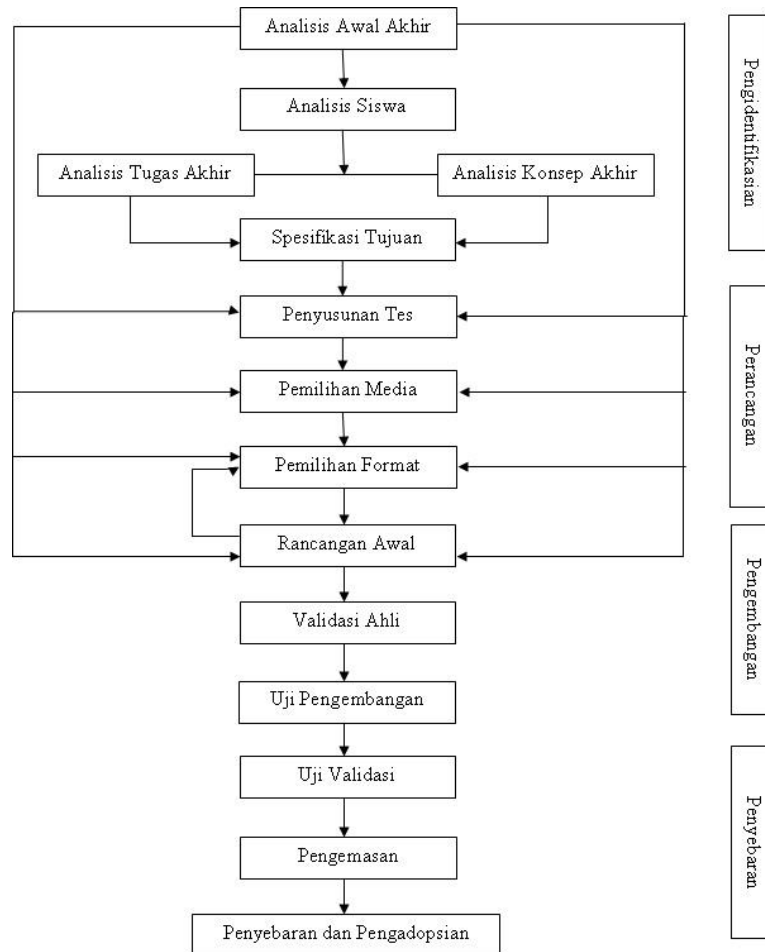 Analisis Awal Akhir
Analisis Siswa
Analisis Tugas Akhir
Analisis Konsep Akhir
Spesifikasi Tujuan
Penyusunan Tes
Pemilihan Media
Pemilihan Format
Rancangan Awal
Validasi Ahli
Uji Pengembangan
Uji Validasi
Pengemasan
Penyebaran dan Pengadopsian
Pengidentifikasian
Perancangan
Pengembangan
Penyebaran